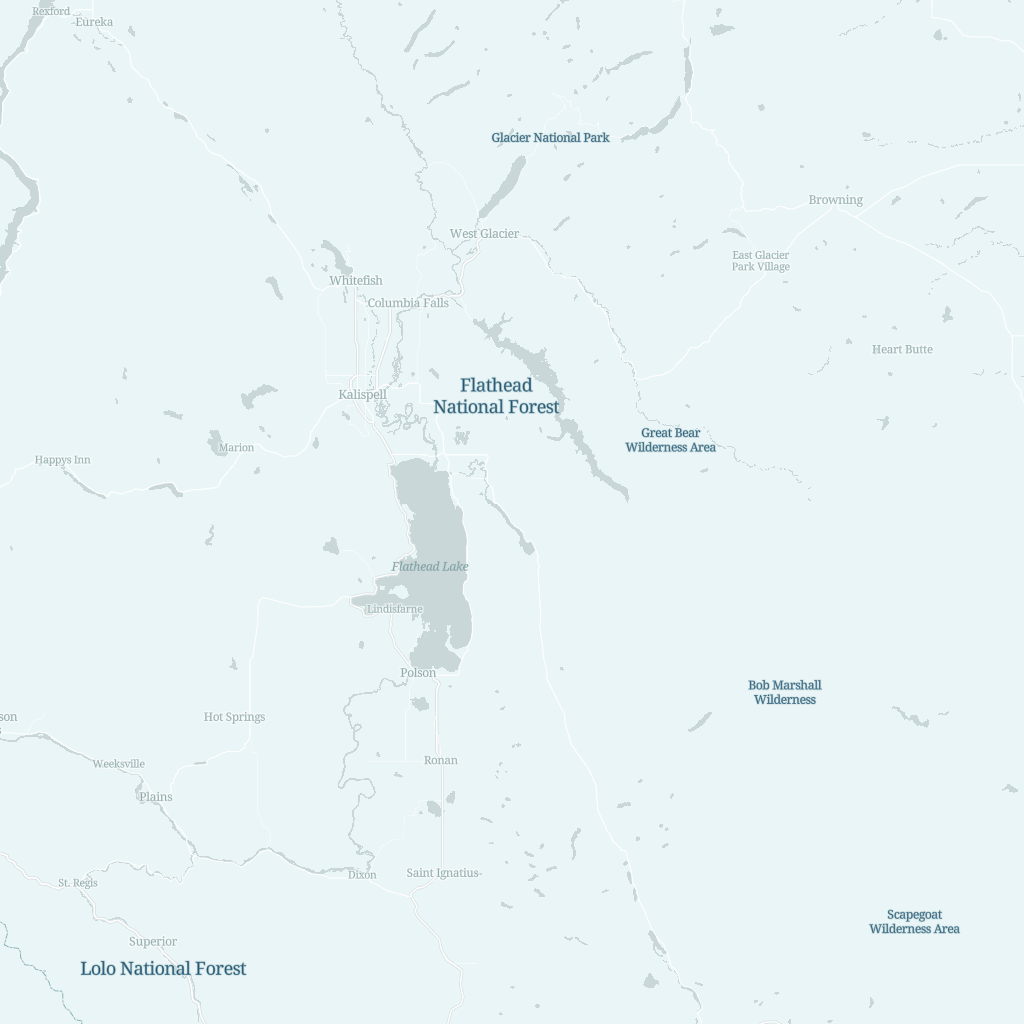 Rexford
Eureka
Glacier National Park
Browning
West Glacier
East Glacier
Park Village
Whitefish
Columbia Falls
Heart Butte
Flathead
National Forest
Kalispell
Great Bear
Wilderness Area
Marion
Happys Inn
Flathead Lake
Lindisfarne
Polson
Bob Marshall
Wilderness
son
Hot Springs
Ronan
Weeksville
Plains
Saint Ignatius-
Dixon
St. Regis
Scapegoat
Wilderness Area
Superior
Lolo National Forest